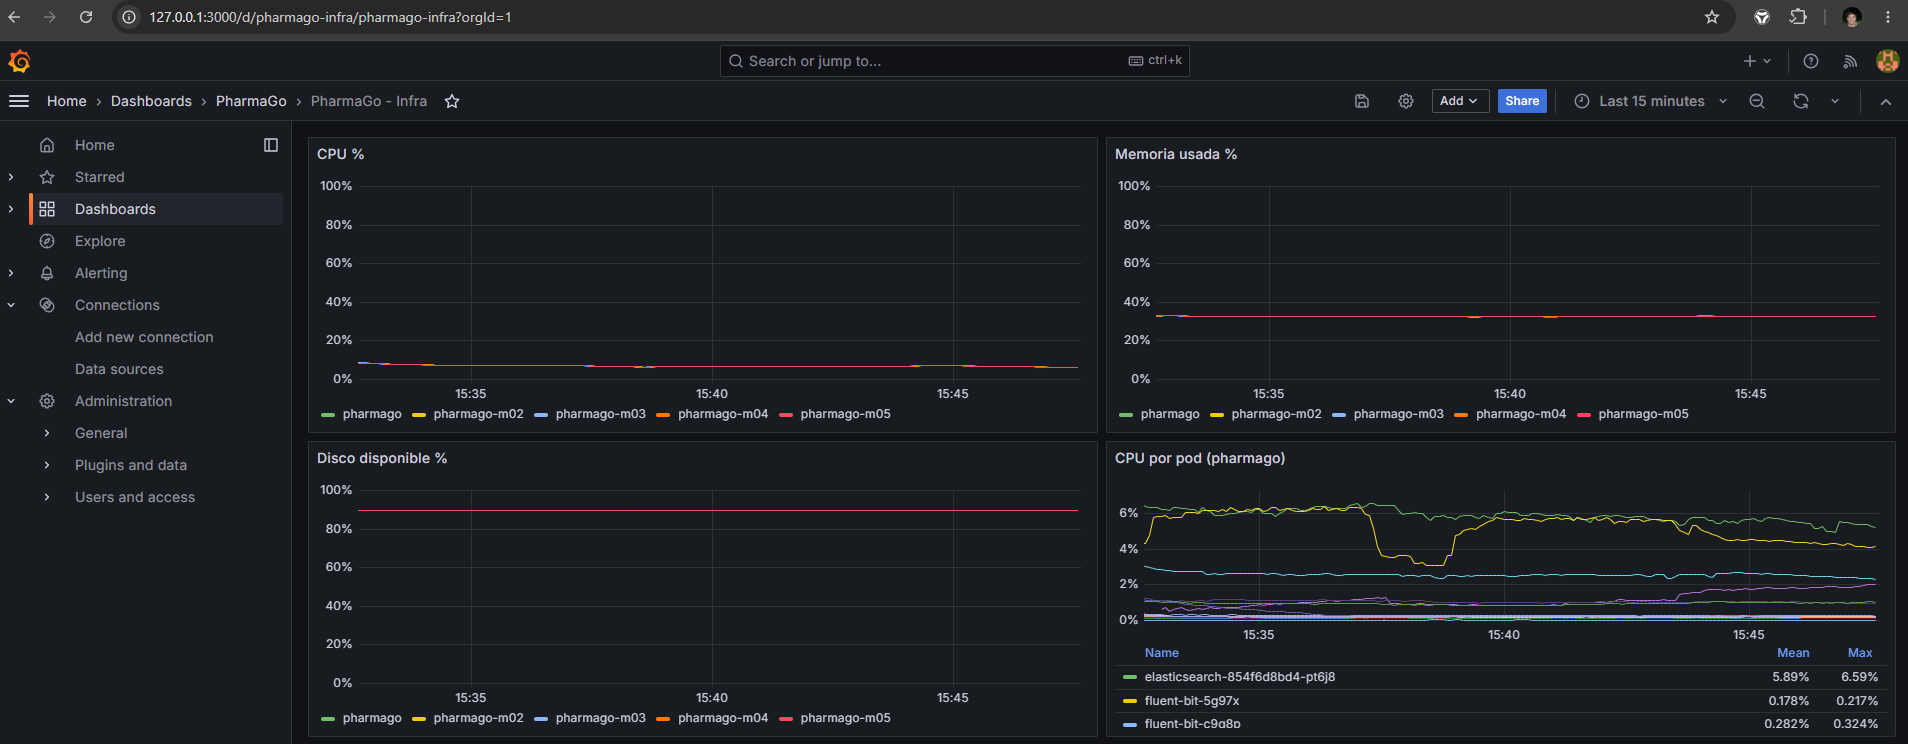 127.0.0.1:3000/d/pharmago-infra/pharmago-infra?orgId=1
Search or jump to...
ctrl+k
Home
Dashboards
PharmaGo
PharmaGo - Infra
Add
Share
Last 15 minutes
Home
Starred
Dashboards
Explore
Alerting
Connections
Add new connection
Data sources
Administration
General
Plugins and data
Users and access
CPU %
100%
80%
60%
40%
20%
0%
15:35 15:40 15:45
pharmago pharmago-m02 pharmago-m03 pharmago-m04 pharmago-m05
Memoria usada %
100%
80%
60%
40%
20%
0%
15:35 15:40 15:45
pharmago pharmago-m02 pharmago-m03 pharmago-m04 pharmago-m05
Disco disponible %
100%
80%
60%
40%
20%
0%
15:35 15:40 15:45
pharmago pharmago-m02 pharmago-m03 pharmago-m04 pharmago-m05
CPU por pod (pharmago)
6%
4%
2%
0%
15:35 15:40 15:45
Name Mean Max
elasticsearch-854f6d8bd4-pt6j8 5.89% 6.59%
fluent-bit-5g97x 0.178% 0.217%
fluent-bit-c9g8p 0.282% 0.324%